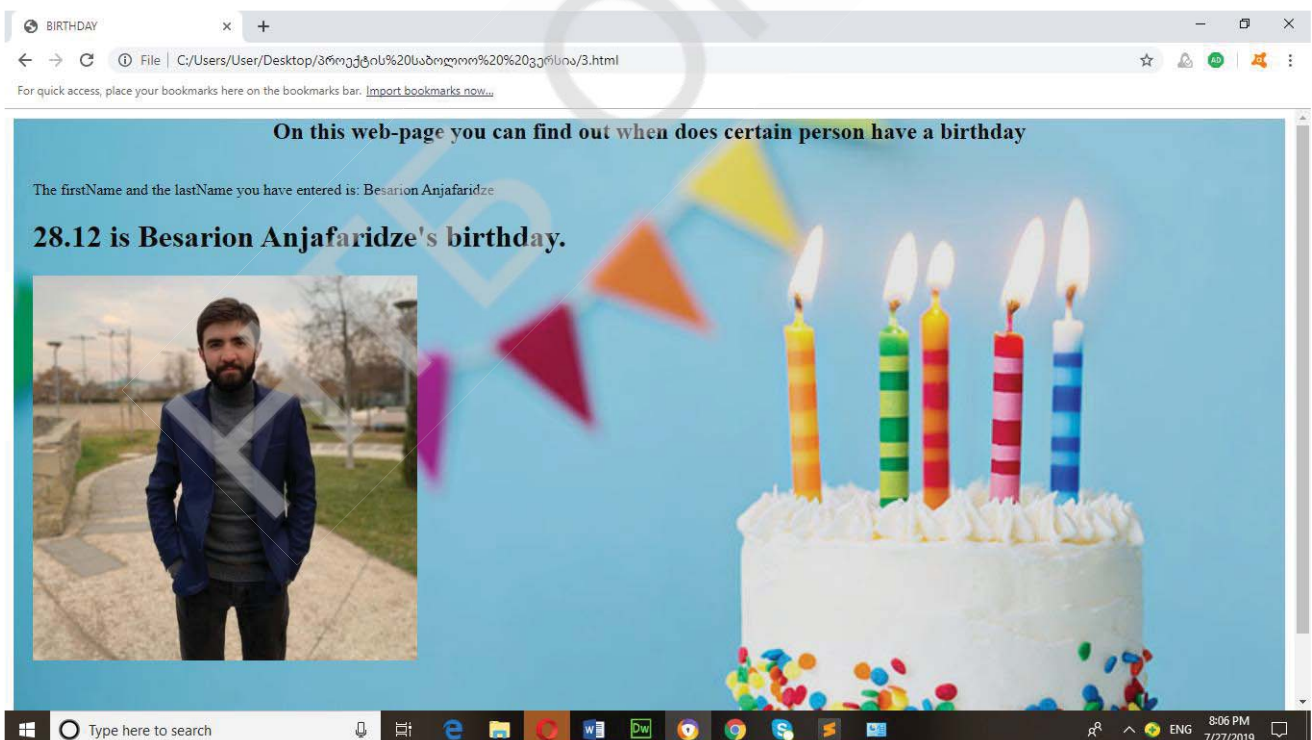 BIRTHDAY
File | C:/Users/User/Desktop/პროექტის%20საბოლოო%20%20ვერსია/3.html
For quick access, place your bookmarks here on the bookmarks bar. Import bookmarks now...
On this web-page you can find out when does certain person have a birthday
The firstName and the lastName you have entered is: Besarion Anjafaridze
28.12 is Besarion Anjafaridze's birthday.
Type here to search
Dw
ENG
8:06 PM
7/27/2019